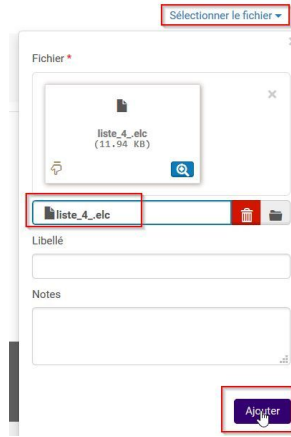 Sélectionner le fichier
Fichier *
liste_4_.elc
(11.94 KB)
liste_4_.elc
Libellé
Notes
Ajouter